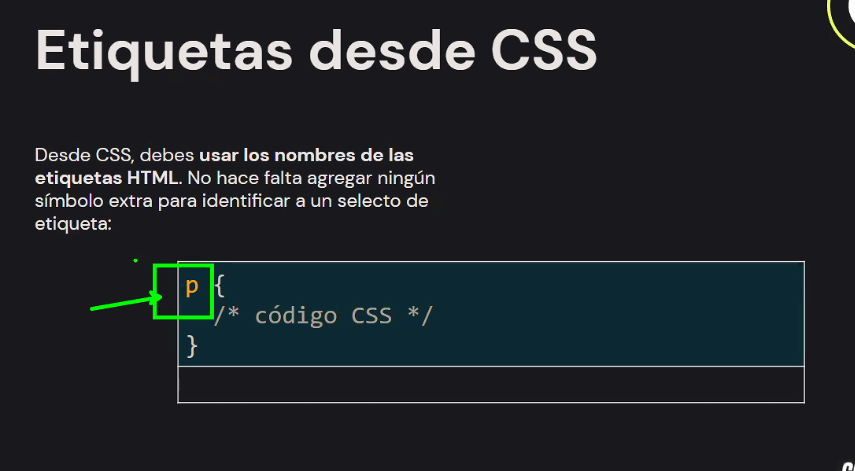 Etiquetas desde CSS
Desde CSS, debes usar los nombres de las
etiquetas HTML. No hace falta agregar ningún
símbolo extra para identificar a un selecto de
etiqueta:
p {
/* código CSS */
}